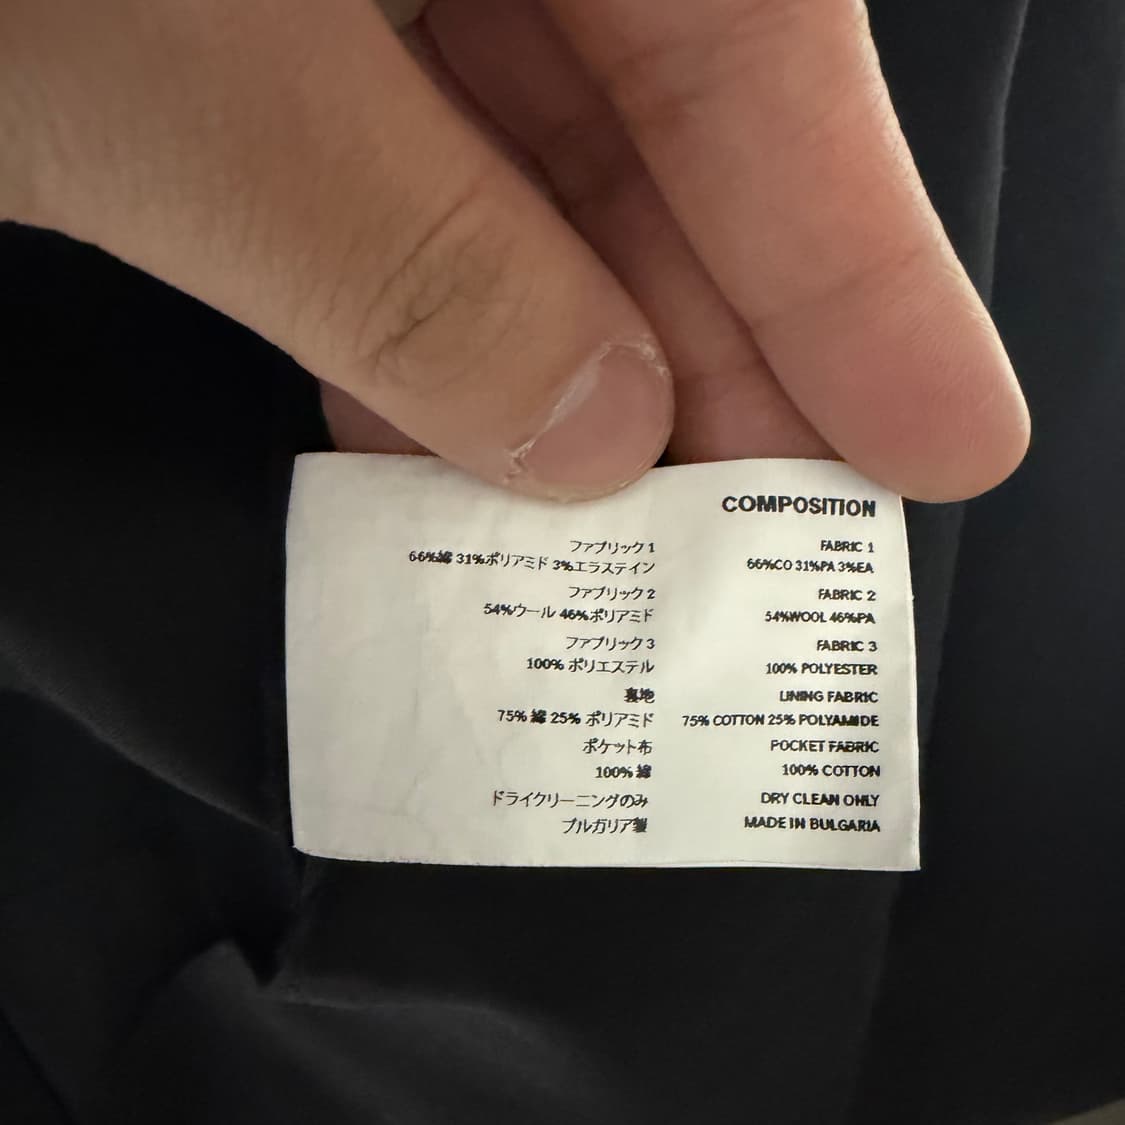 COMPOSITION
ファブリック 1
66%綿 31%ポリアミド 3%エラステイン
ファブリック 2
54%ウール 46%ポリアミド
ファブリック 3
100% ポリエステル
裏地
75% 綿 25% ポリアミド
ポケット布
100% 綿
ドライクリーニングのみ
ブルガリア製
FABRIC 1
66%CO 31%PA 3%EA
FABRIC 2
54%WOOL 46%PA
FABRIC 3
100% POLYESTER
LINING FABRIC
75% COTTON 25% POLYAMIDE
POCKET FABRIC
100% COTTON
DRY CLEAN ONLY
MADE IN BULGARIA